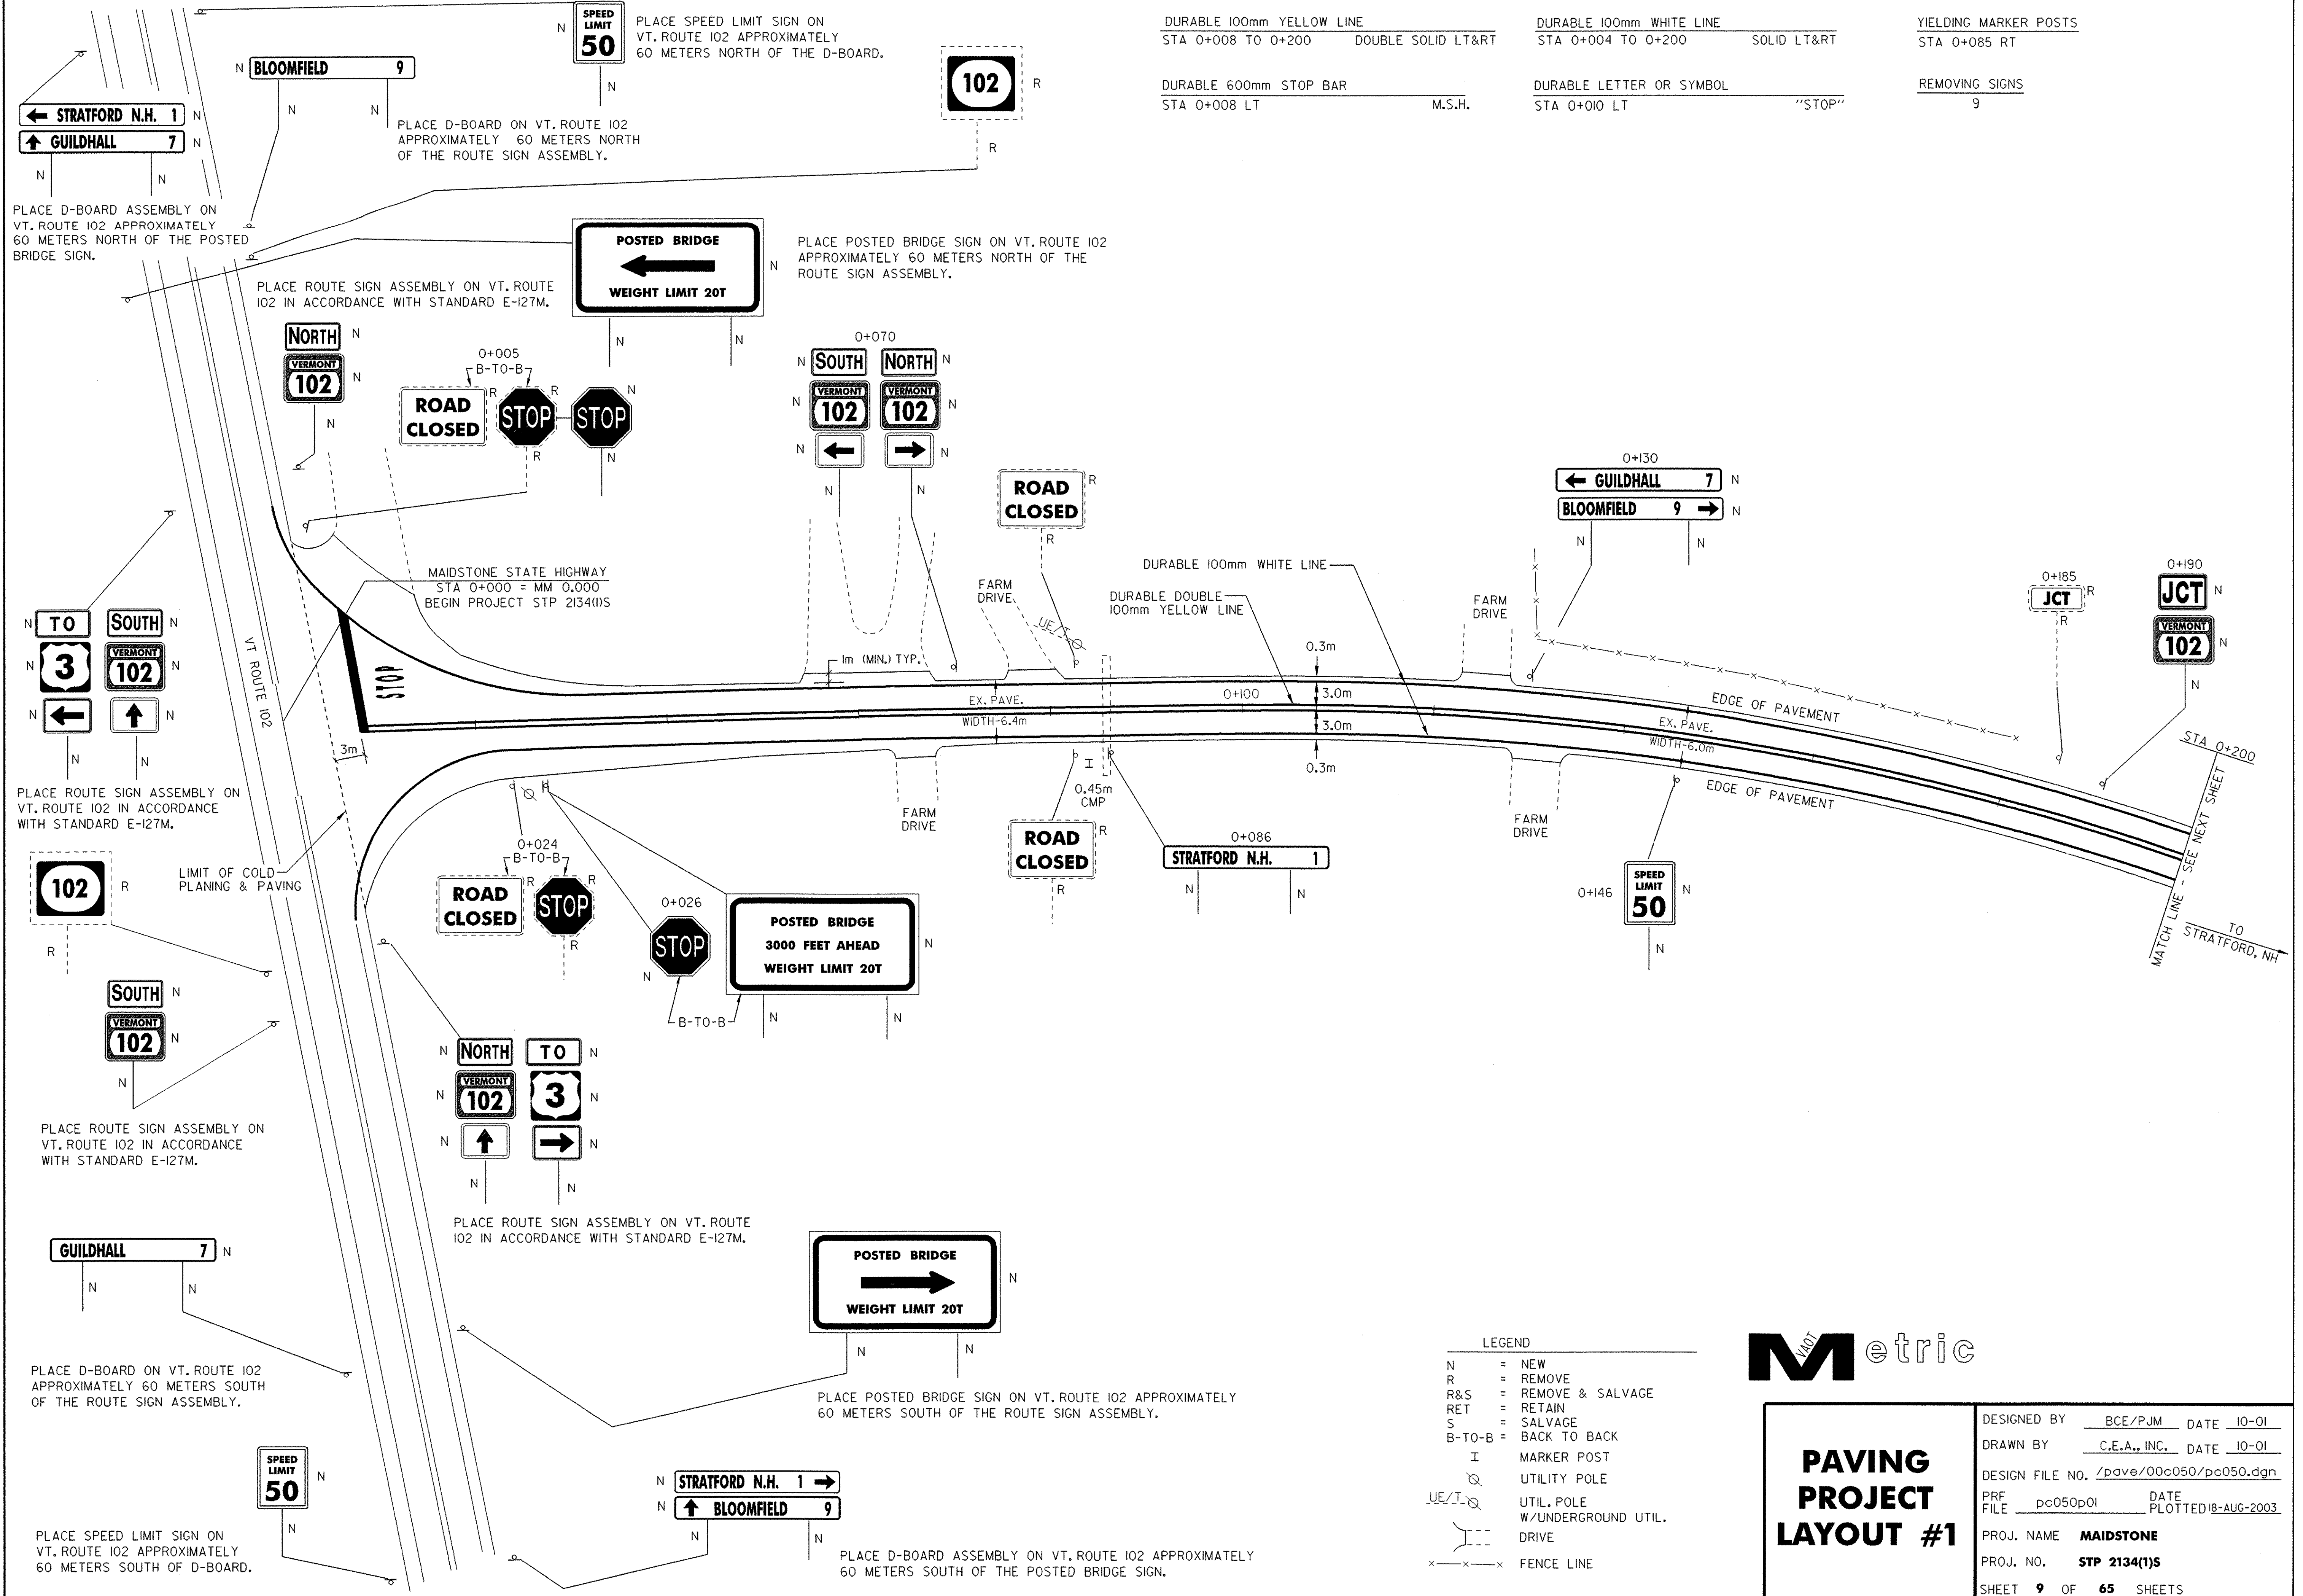 SPEED
LIMIT
50
N
N
PLACE SPEED LIMIT SIGN ON
VT. ROUTE 102 APPROXIMATELY
60 METERS NORTH OF THE D-BOARD.
DURABLE 100mm YELLOW LINE
STA 0+008 TO 0+200 DOUBLE SOLID LT&RT
DURABLE 100mm WHITE LINE
STA 0+004 TO 0+200 SOLID LT&RT
YIELDING MARKER POSTS
STA 0+085 RT
DURABLE 600mm STOP BAR
STA 0+008 LT M.S.H.
DURABLE LETTER OR SYMBOL
STA 0+010 LT "STOP"
REMOVING SIGNS
9
N BLOOMFIELD 9
N N
PLACE D-BOARD ON VT. ROUTE 102
APPROXIMATELY 60 METERS NORTH
OF THE ROUTE SIGN ASSEMBLY.
102 R
R
← STRATFORD N.H. 1 N
↑ GUILDHALL 7 N
N N
PLACE D-BOARD ASSEMBLY ON
VT. ROUTE 102 APPROXIMATELY
60 METERS NORTH OF THE POSTED
BRIDGE SIGN.
POSTED BRIDGE
←
WEIGHT LIMIT 20T
N
N N
PLACE POSTED BRIDGE SIGN ON VT. ROUTE 102
APPROXIMATELY 60 METERS NORTH OF THE
ROUTE SIGN ASSEMBLY.
PLACE ROUTE SIGN ASSEMBLY ON VT. ROUTE
102 IN ACCORDANCE WITH STANDARD E-127M.
NORTH N
VERMONT
102 N
N
0+005
B-TO-B
ROAD
CLOSED
R
STOP R
R
STOP N
N
0+070
N SOUTH NORTH N
VERMONT VERMONT
N 102 102 N
N ← → N
N N
ROAD
CLOSED
R
R
0+130
← GUILDHALL 7 N
BLOOMFIELD 9 → N
N N
0+185
JCT R
R
0+190
JCT N
VERMONT
102 N
N
MAIDSTONE STATE HIGHWAY
STA 0+000 = MM 0.000
BEGIN PROJECT STP 2134(1)S
FARM
DRIVE
UE/T
DURABLE 100mm WHITE LINE
DURABLE DOUBLE
100mm YELLOW LINE
FARM
DRIVE
N TO SOUTH N
N 3 VERMONT
102 N
N ← ↑ N
N N
VT ROUTE 102
STOP
1m (MIN.) TYP.
EX. PAVE.
WIDTH-6.4m
0+100
0.3m
3.0m
3.0m
0.3m
EDGE OF PAVEMENT
EX. PAVE.
WIDTH-6.0m
EDGE OF PAVEMENT
STA 0+200
MATCH LINE - SEE NEXT SHEET
TO
STRATFORD, NH
3m
PLACE ROUTE SIGN ASSEMBLY ON
VT. ROUTE 102 IN ACCORDANCE
WITH STANDARD E-127M.
LIMIT OF COLD
PLANING & PAVING
102 R
R
FARM
DRIVE
0.45m
CMP
FARM
DRIVE
0+024
B-TO-B
ROAD
CLOSED
R
STOP R
R
0+026
STOP
N
B-TO-B
POSTED BRIDGE
3000 FEET AHEAD
WEIGHT LIMIT 20T
N
N N
ROAD
CLOSED
R
R
0+086
STRATFORD N.H. 1
N N
0+146
SPEED
LIMIT
50
N
N
SOUTH N
VERMONT
102 N
N
PLACE ROUTE SIGN ASSEMBLY ON
VT. ROUTE 102 IN ACCORDANCE
WITH STANDARD E-127M.
N NORTH TO N
VERMONT
N 102 3 N
N ↑ → N
N N
PLACE ROUTE SIGN ASSEMBLY ON VT. ROUTE
102 IN ACCORDANCE WITH STANDARD E-127M.
GUILDHALL 7 N
N N
PLACE D-BOARD ON VT. ROUTE 102
APPROXIMATELY 60 METERS SOUTH
OF THE ROUTE SIGN ASSEMBLY.
POSTED BRIDGE
→
WEIGHT LIMIT 20T
N
N N
PLACE POSTED BRIDGE SIGN ON VT. ROUTE 102 APPROXIMATELY
60 METERS SOUTH OF THE ROUTE SIGN ASSEMBLY.
SPEED
LIMIT
50
N
N
PLACE SPEED LIMIT SIGN ON
VT. ROUTE 102 APPROXIMATELY
60 METERS SOUTH OF D-BOARD.
N STRATFORD N.H. 1 →
N ↑ BLOOMFIELD 9
N N
PLACE D-BOARD ASSEMBLY ON VT. ROUTE 102 APPROXIMATELY
60 METERS SOUTH OF THE POSTED BRIDGE SIGN.
LEGEND
N = NEW
R = REMOVE
R&S = REMOVE & SALVAGE
RET = RETAIN
S = SALVAGE
B-TO-B = BACK TO BACK
MARKER POST
UTILITY POLE
UE/T UTIL. POLE
W/UNDERGROUND UTIL.
DRIVE
x—x—x FENCE LINE
VAOT Metric
PAVING
PROJECT
LAYOUT #1
DESIGNED BY BCE/PJM DATE 10-01
DRAWN BY C.E.A., INC. DATE 10-01
DESIGN FILE NO. /pave/00c050/pc050.dgn
PRF FILE pc050p01 DATE PLOTTED 18-AUG-2003
PROJ. NAME MAIDSTONE
PROJ. NO. STP 2134(1)S
SHEET 9 OF 65 SHEETS